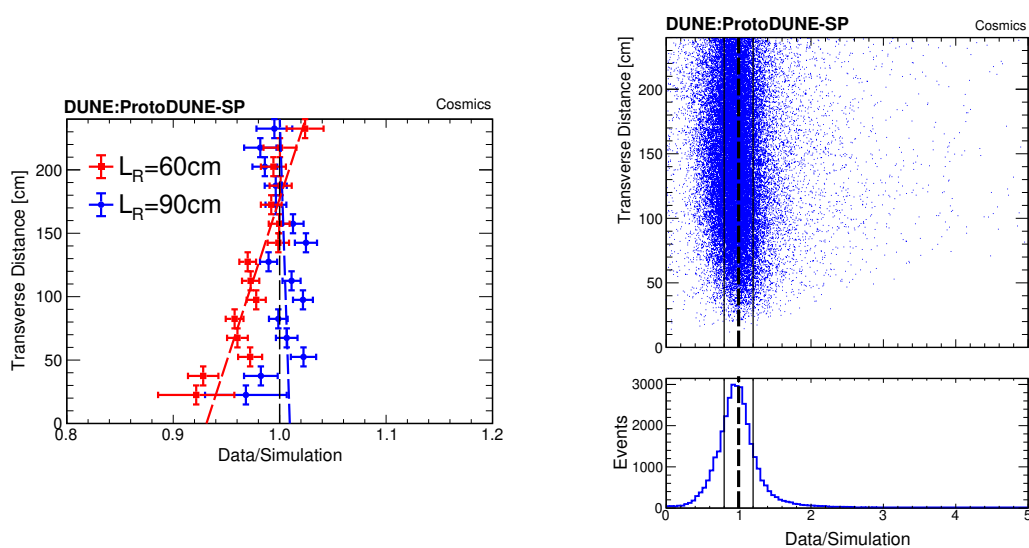 DUNE:ProtoDUNE-SP
Cosmics
Transverse Distance [cm]
200
150
100
50
0
L_R=60cm
L_R=90cm
0.8
0.9
1.0
1.1
1.2
Data/Simulation
DUNE:ProtoDUNE-SP
Cosmics
Transverse Distance [cm]
200
150
100
50
0
Events
3000
2000
1000
0
0
1
2
3
4
5
Data/Simulation